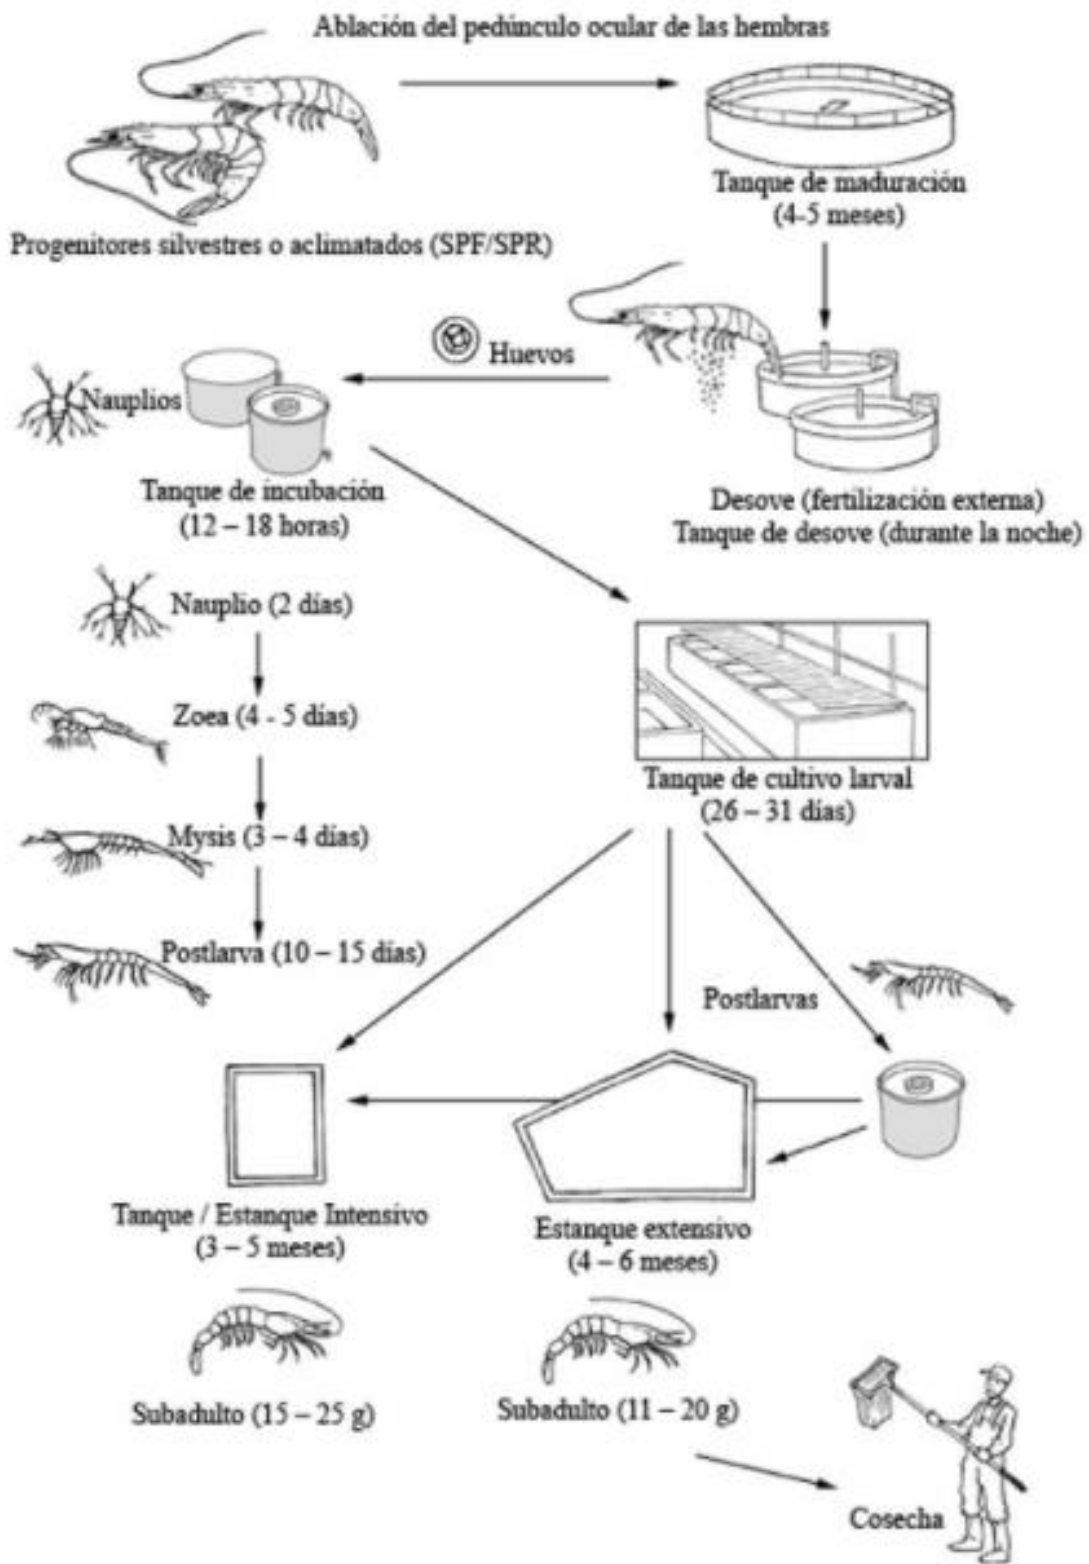 Ablación del pedúnculo ocular de las hembras
Tanque de maduración
(4-5 meses)
Progenitores silvestres o aclimatados (SPF/SPR)
Huevos
Nauplios
Tanque de incubación
(12 – 18 horas)
Desove (fertilización externa)
Tanque de desove (durante la noche)
Nauplio (2 días)
Zoea (4 - 5 días)
Mysis (3 – 4 días)
Postlarva (10 – 15 días)
Tanque de cultivo larval
(26 – 31 días)
Postlarvas
Tanque / Estanque Intensivo
(3 – 5 meses)
Estanque extensivo
(4 – 6 meses)
Subadulto (15 – 25 g)
Subadulto (11 – 20 g)
Cosecha